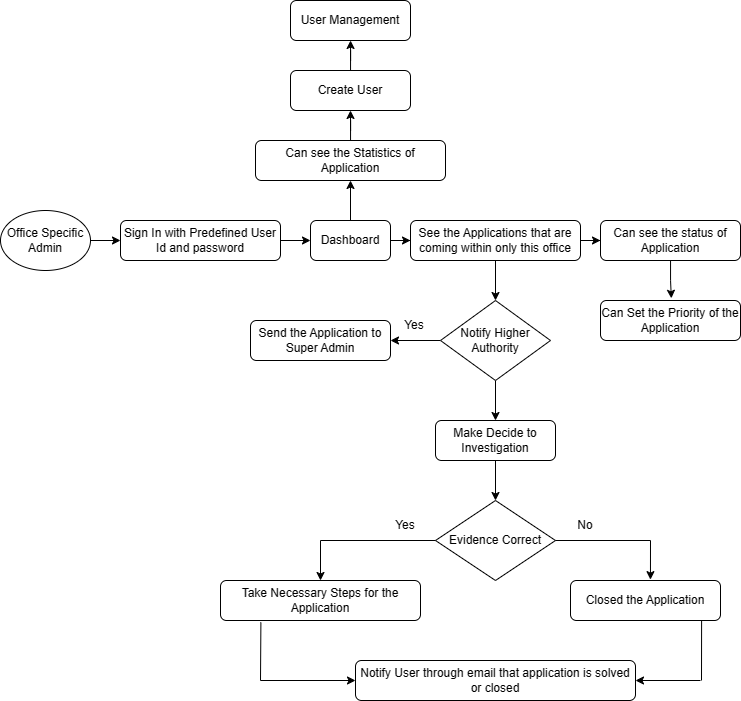 User Management
Create User
Can see the Statistics of
Application
Office Specific
Admin
Sign In with Predefined User
Id and password
Dashboard
See the Applications that are
coming within only this office
Can see the status of
Application
Can Set the Priority of the
Application
Notify Higher
Authority
Yes
Send the Application to
Super Admin
Make Decide to
Investigation
Evidence Correct
Yes
No
Take Necessary Steps for the
Application
Closed the Application
Notify User through email that application is solved
or closed